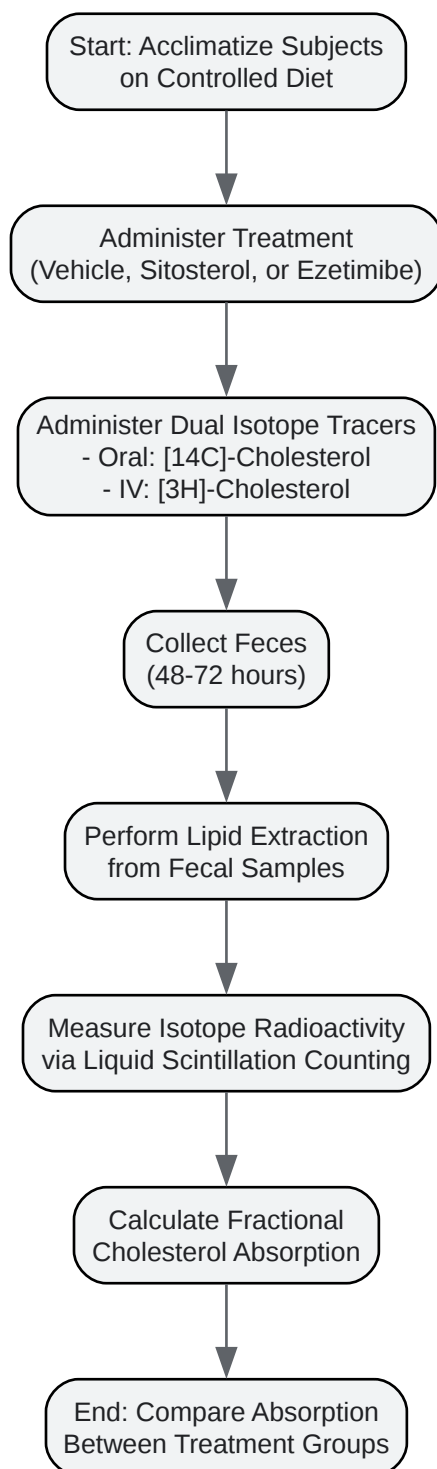 Start: Acclimatize Subjects
on Controlled Diet
Administer Treatment
(Vehicle, Sitosterol, or Ezetimibe)
Administer Dual Isotope Tracers
- Oral: [14C]-Cholesterol
- IV: [3H]-Cholesterol
Collect Feces
(48-72 hours)
Perform Lipid Extraction
from Fecal Samples
Measure Isotope Radioactivity
via Liquid Scintillation Counting
Calculate Fractional
Cholesterol Absorption
End: Compare Absorption
Between Treatment Groups